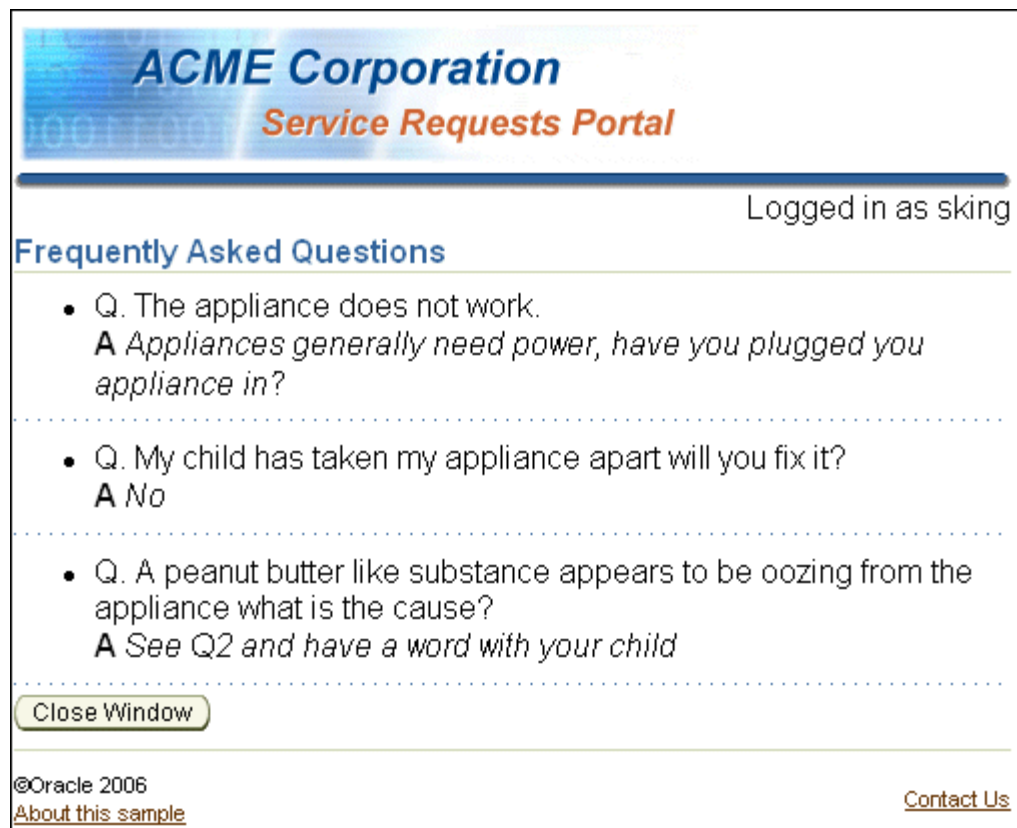 ACME Corporation
Service Requests Portal
Logged in as sking
Frequently Asked Questions
• Q. The appliance does not work.
A Appliances generally need power, have you plugged you
appliance in?
• Q. My child has taken my appliance apart will you fix it?
A No
• Q. A peanut butter like substance appears to be oozing from the
appliance what is the cause?
A See Q2 and have a word with your child
Close Window
©Oracle 2006
About this sample
Contact Us